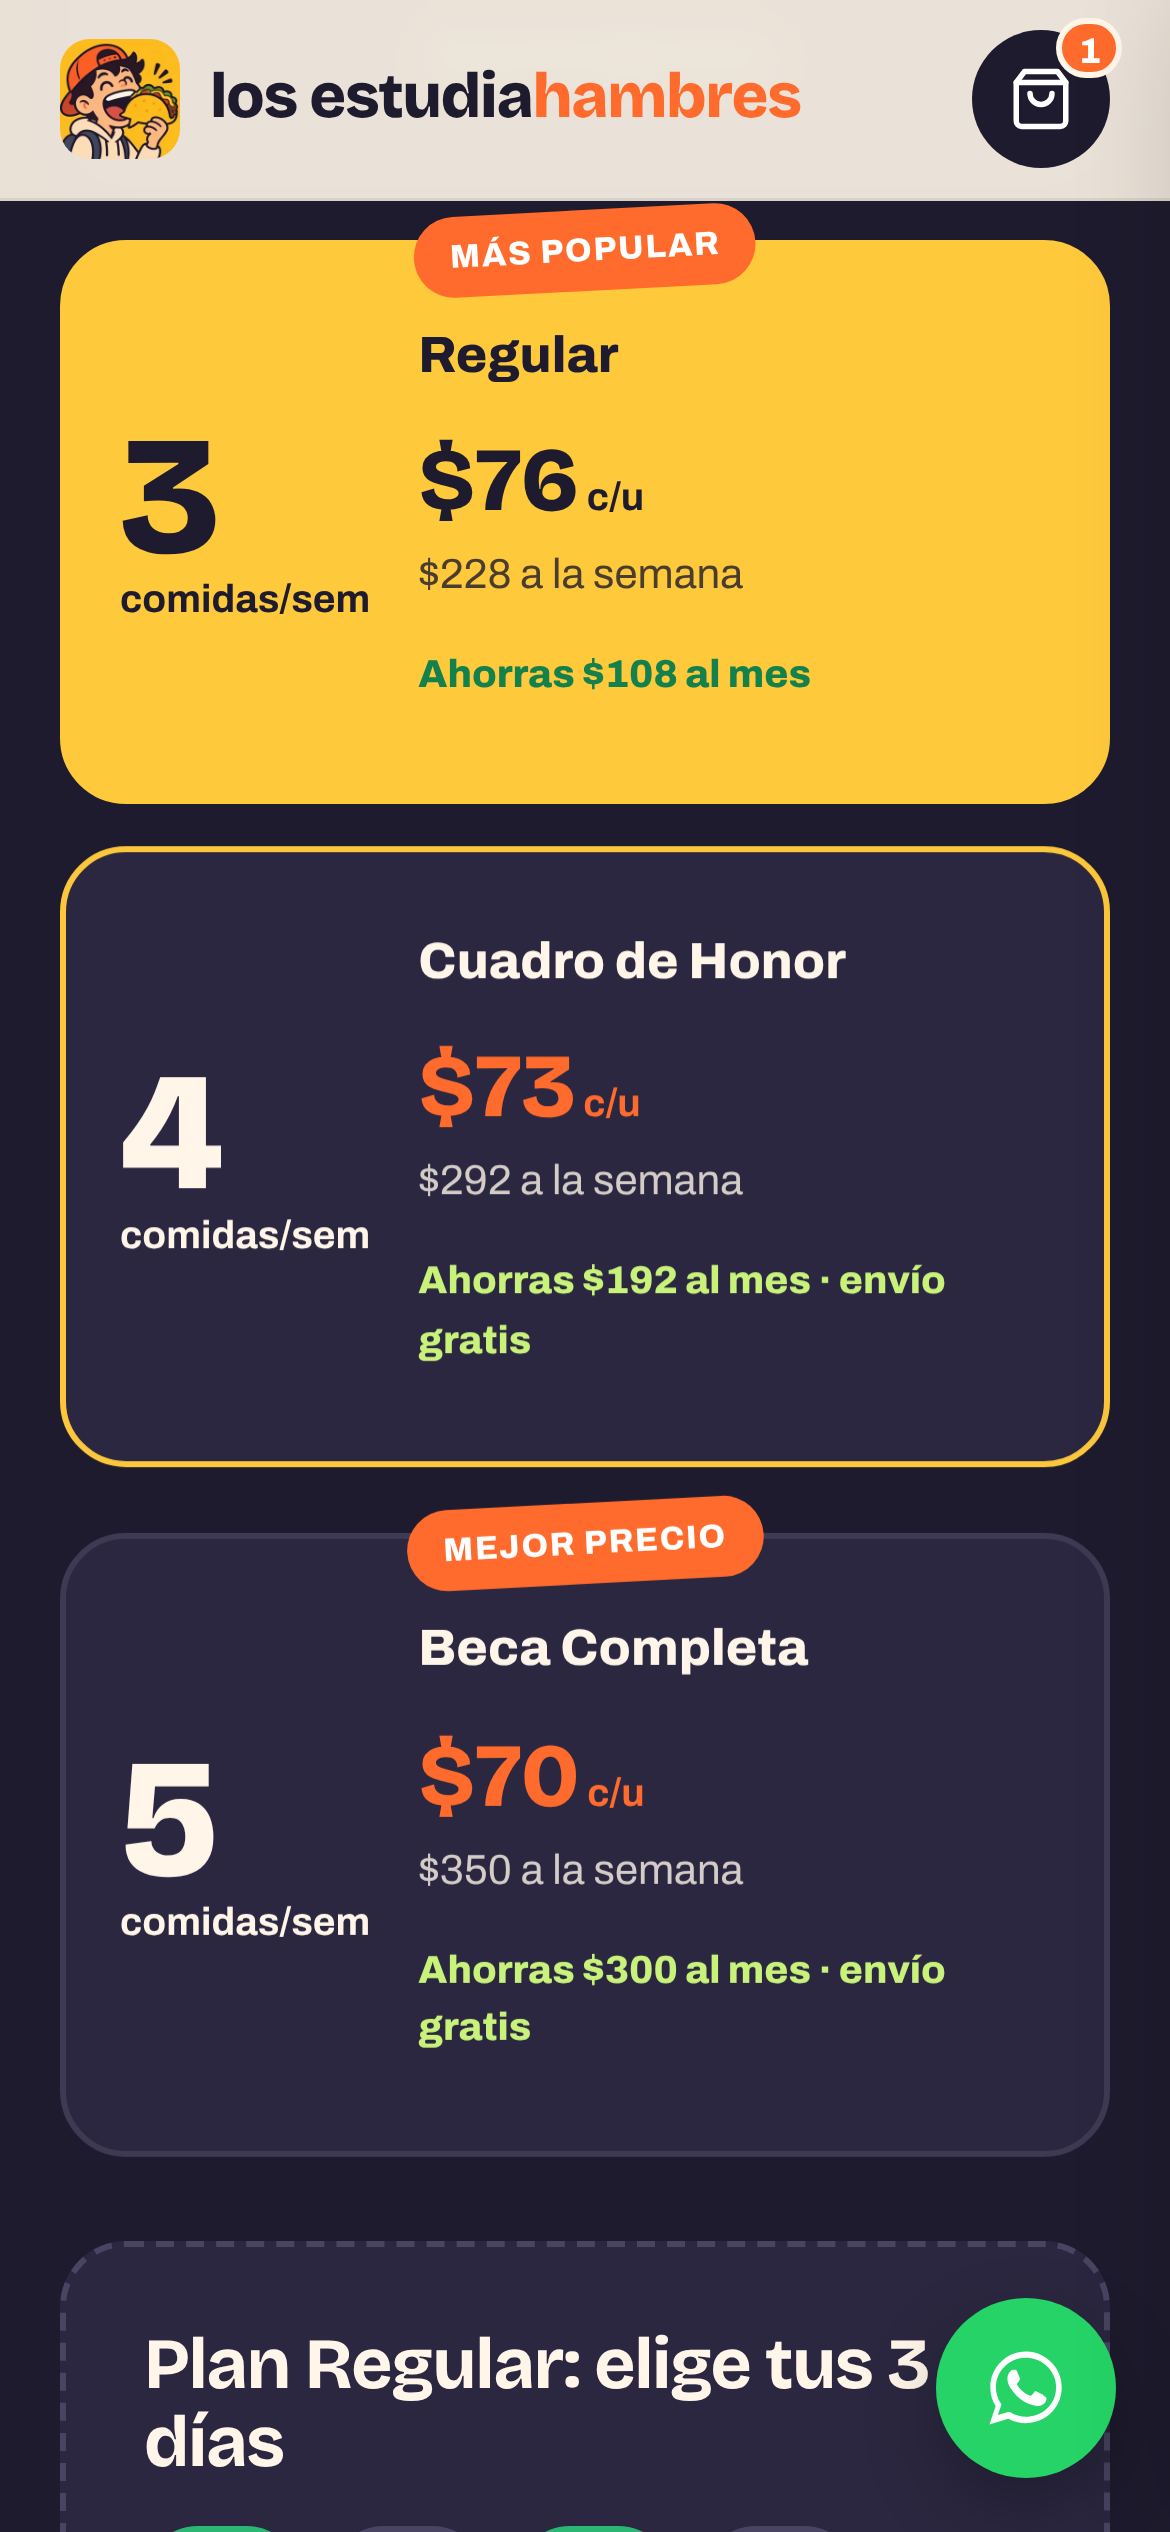 los estudiahambres
1
MÁS POPULAR
Regular
3
comidas/sem
$76 c/u
$228 a la semana
Ahorras $108 al mes
Cuadro de Honor
4
comidas/sem
$73 c/u
$292 a la semana
Ahorras $192 al mes · envío
gratis
MEJOR PRECIO
Beca Completa
5
comidas/sem
$70 c/u
$350 a la semana
Ahorras $300 al mes · envío
gratis
Plan Regular: elige tus 3
días